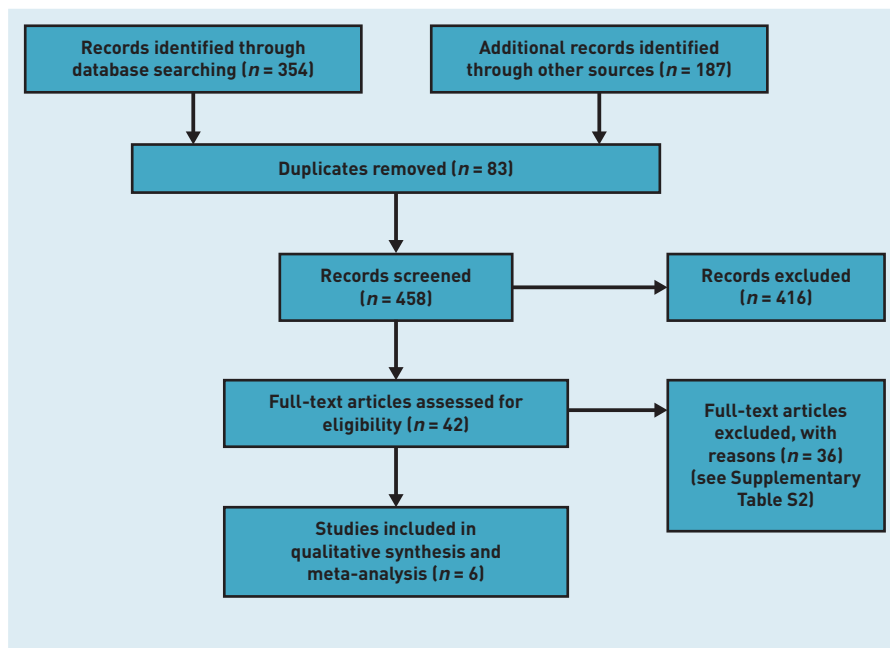 Records identified through
database searching (n = 354)
Additional records identified
through other sources (n = 187)
Duplicates removed (n = 83)
Records screened
(n = 458)
Records excluded
(n = 416)
Full-text articles assessed for
eligibility (n = 42)
Full-text articles
excluded, with
reasons (n = 36)
(see Supplementary
Table S2)
Studies included in
qualitative synthesis and
meta-analysis (n = 6)